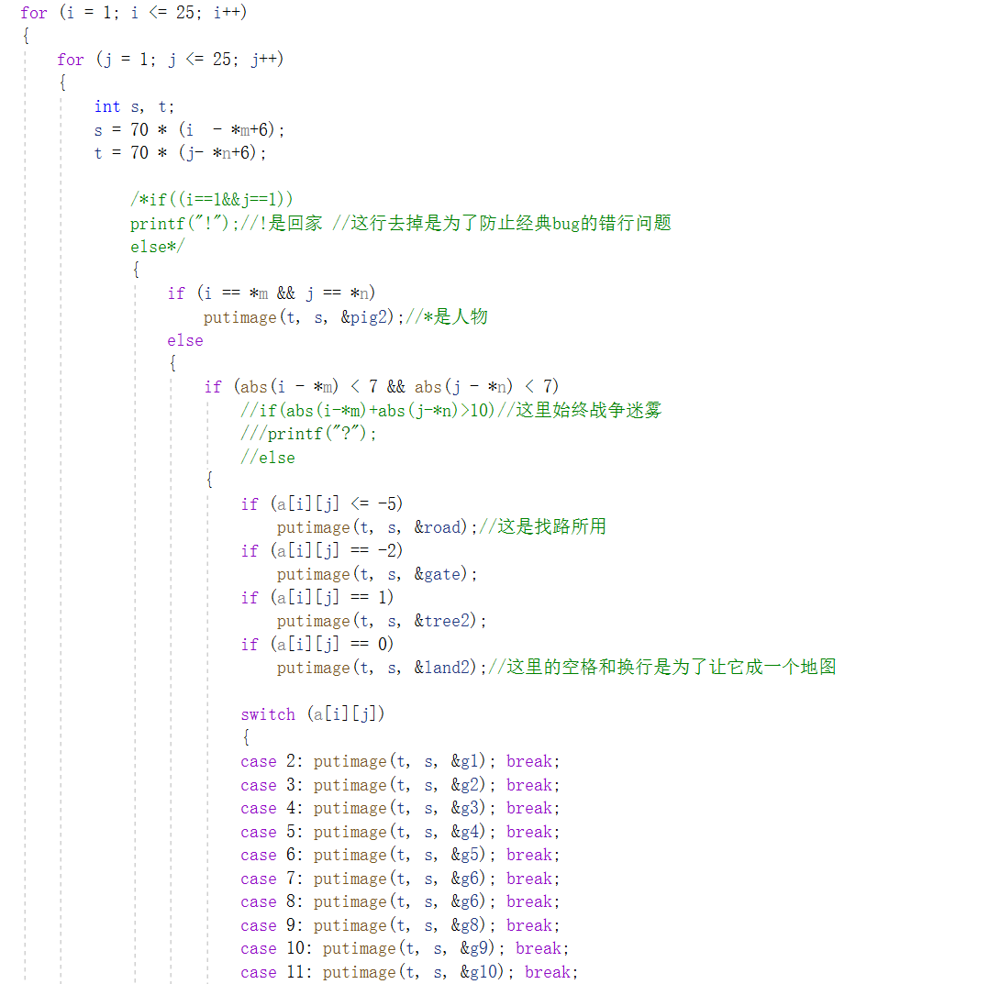 for (i = 1; i <= 25; i++)
{
for (j = 1; j <= 25; j++)
{
int s, t;
s = 70 * (i  - *m+6);
t = 70 * (j- *n+6);
/*if((i==1&&j==1))
printf("!");//!是回家 //这行去掉是为了防止经典bug的错行问题
else*/
{
if (i == *m && j == *n)
putimage(t, s, &pig2);//*是人物
else
{
if (abs(i - *m) < 7 && abs(j - *n) < 7)
//if(abs(i-*m)+abs(j-*n)>10)//这里始终战争迷雾
///printf("?");
//else
{
if (a[i][j] <= -5)
putimage(t, s, &road);//这是找路所用
if (a[i][j] == -2)
putimage(t, s, &gate);
if (a[i][j] == 1)
putimage(t, s, &tree2);
if (a[i][j] == 0)
putimage(t, s, &land2);//这里的空格和换行是为了让它成一个地图
switch (a[i][j])
{
case 2: putimage(t, s, &g1); break;
case 3: putimage(t, s, &g2); break;
case 4: putimage(t, s, &g3); break;
case 5: putimage(t, s, &g4); break;
case 6: putimage(t, s, &g5); break;
case 7: putimage(t, s, &g6); break;
case 8: putimage(t, s, &g6); break;
case 9: putimage(t, s, &g8); break;
case 10: putimage(t, s, &g9); break;
case 11: putimage(t, s, &g10); break;